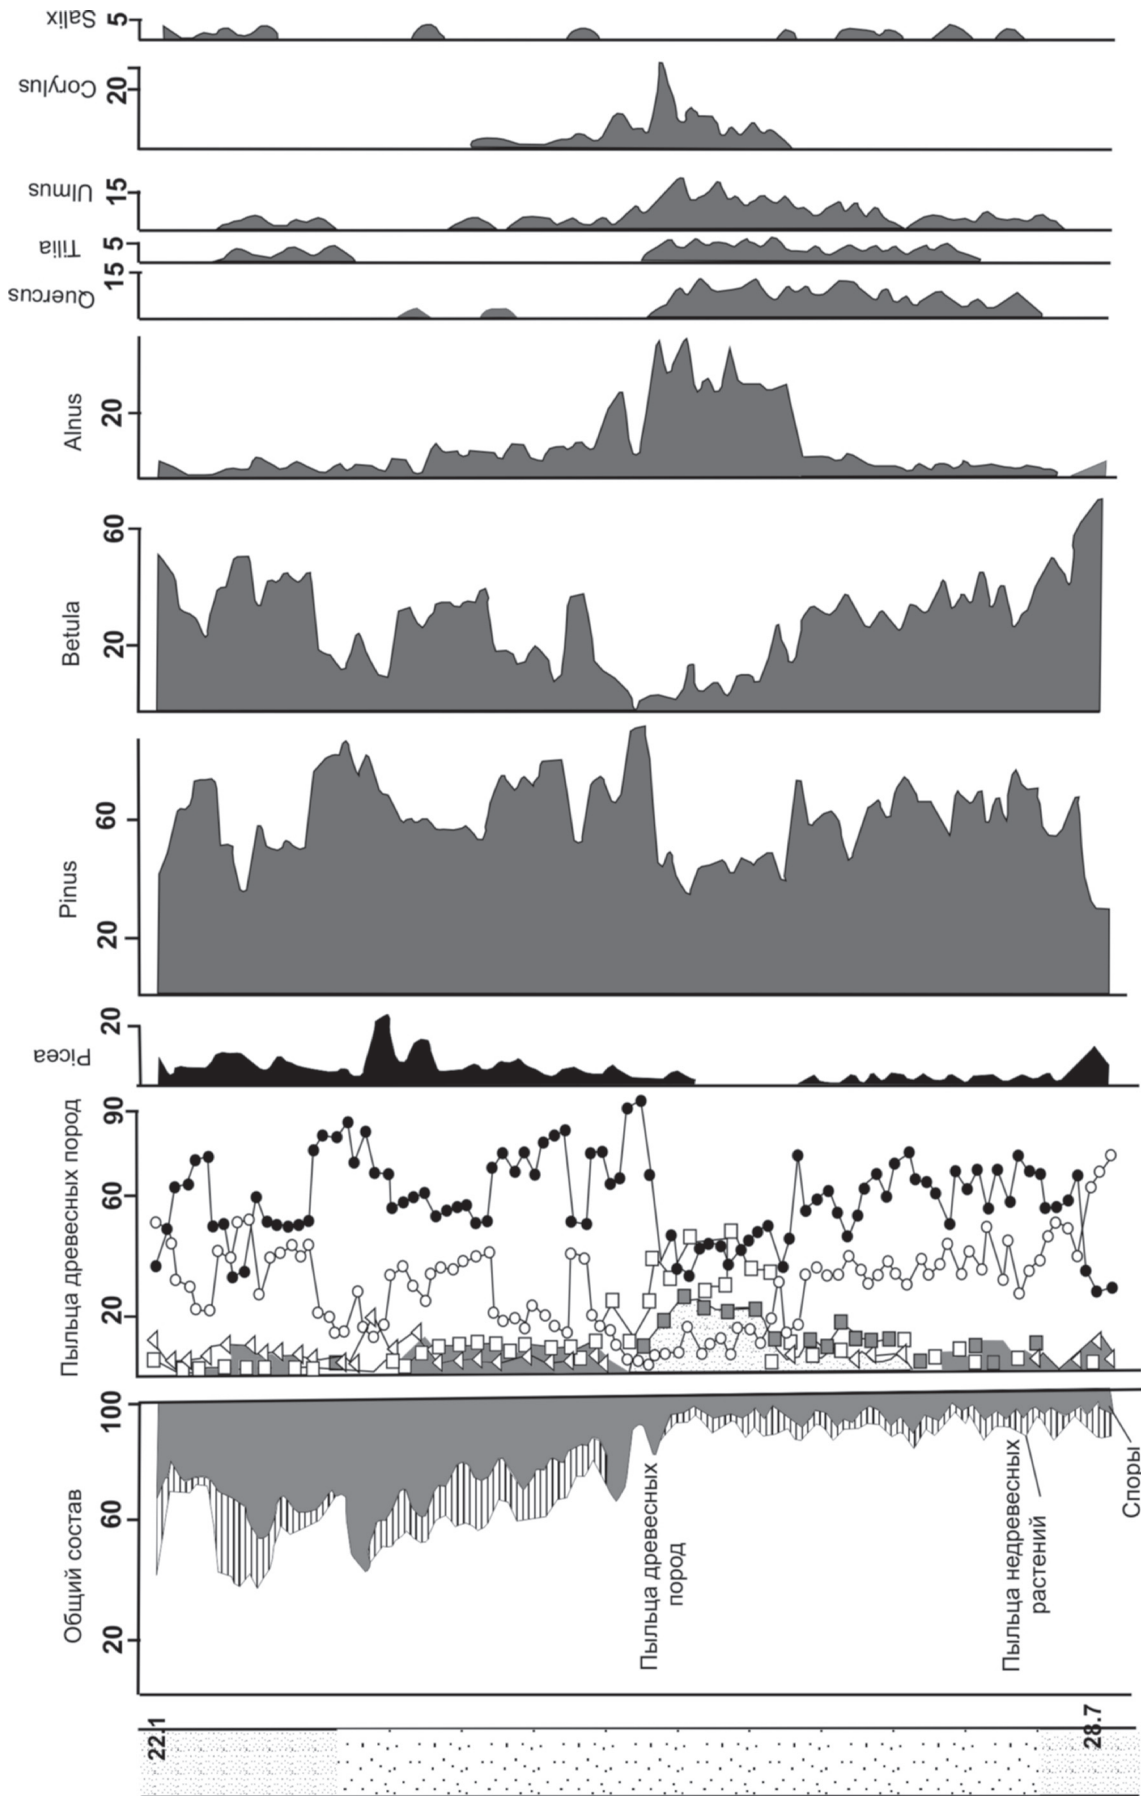 Salix
5
Corylus
20
Ulmus
15
Tilia
5
Quercus
15
Alnus
20
Betula
60
20
Pinus
60
20
Picea
20
Пыльца древесных пород
90
60
20
Общий состав
100
60
20
Пыльца древесных
пород
Пыльца недревесных
растений
Споры
22.1
28.7